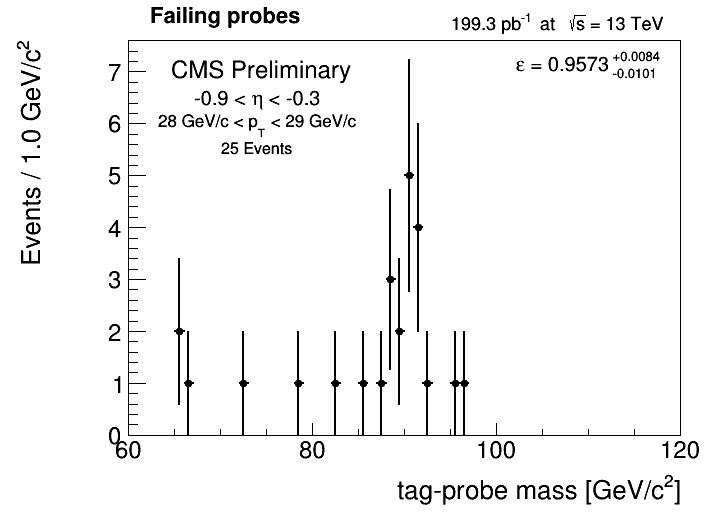 Failing probes
199.3 pb⁻¹ at √s = 13 TeV
CMS Preliminary
ε = 0.9573 +0.0084 -0.0101
-0.9 < η < -0.3
28 GeV/c < p_T < 29 GeV/c
25 Events
Events / 1.0 GeV/c²
7
6
5
4
3
2
1
0
60 80 100 120
tag-probe mass [GeV/c²]